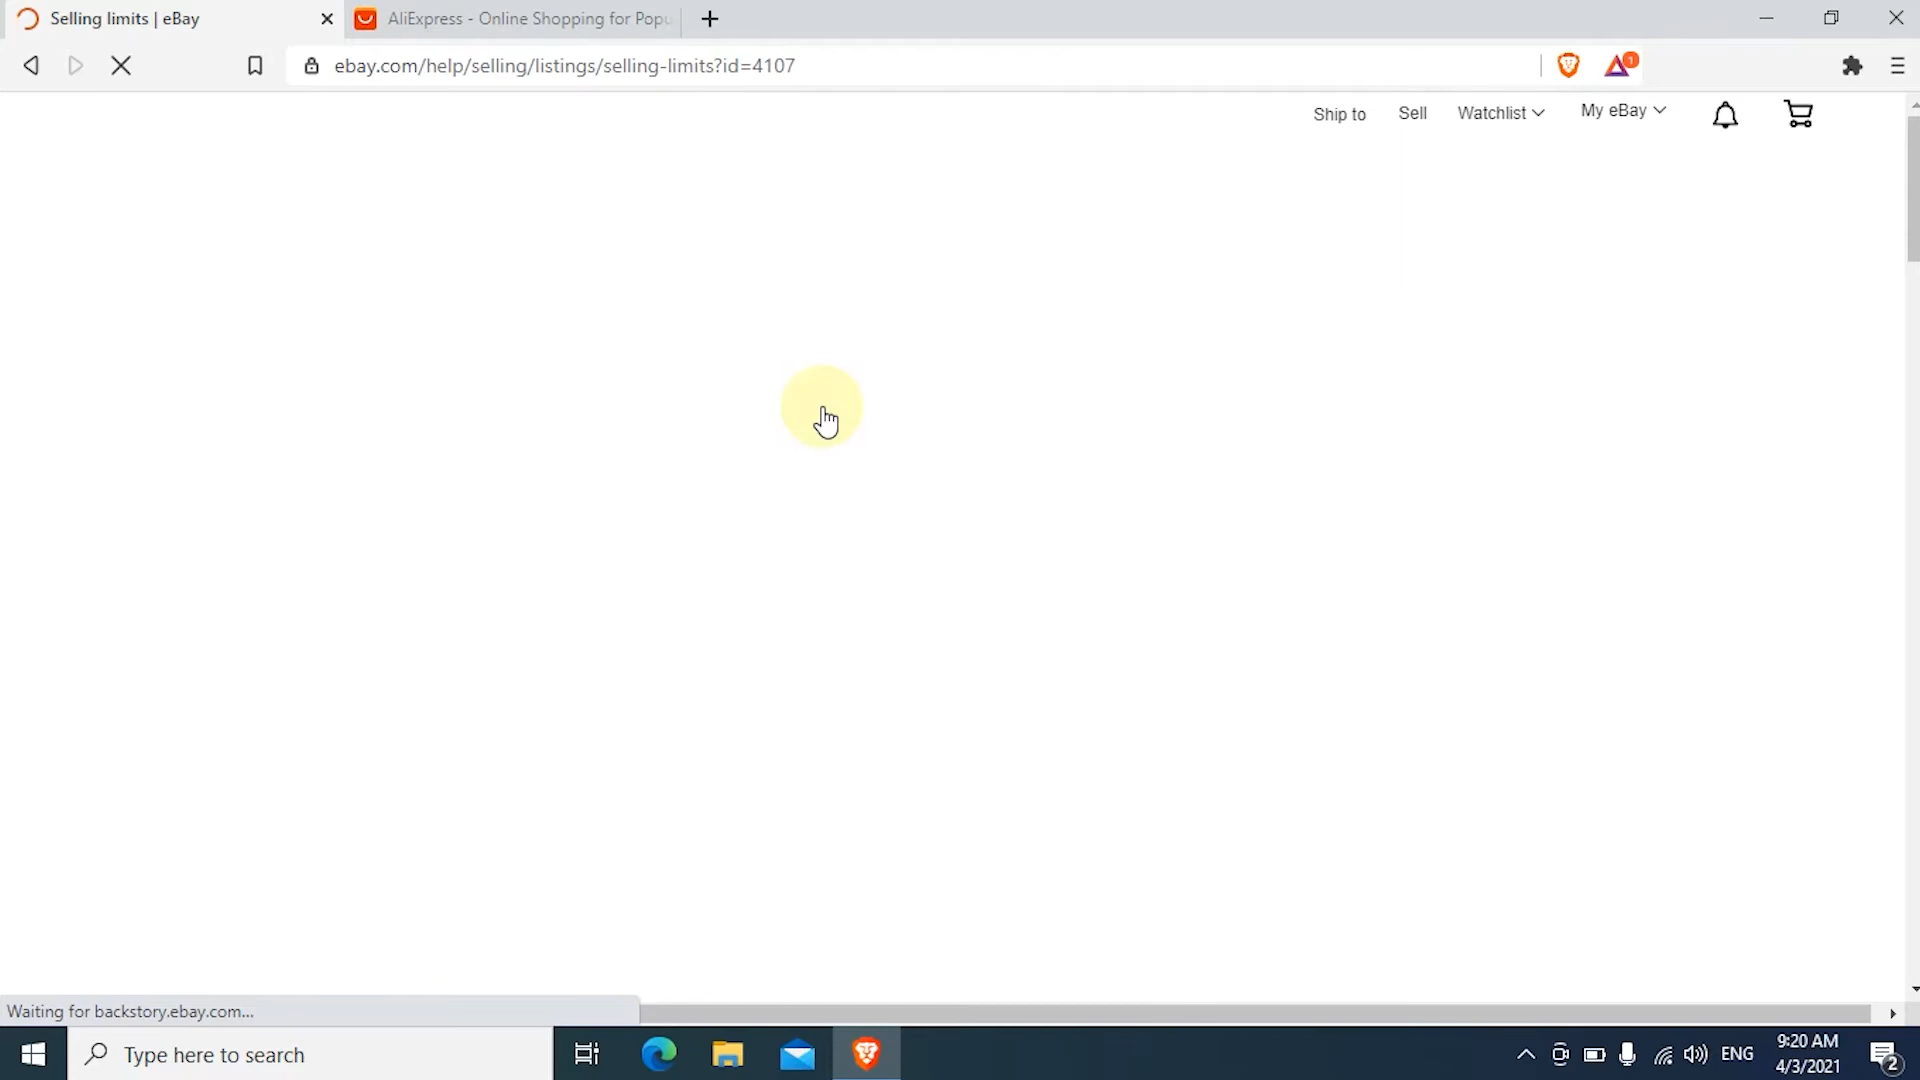 Selling limits | eBay
AliExpress - Online Shopping for Popu
ebay.com/help/selling/listings/selling-limits?id=4107
1
Ship to
Sell
Watchlist
My eBay
Waiting for backstory.ebay.com...
Type here to search
ENG
9:20 AM
4/3/2021
2